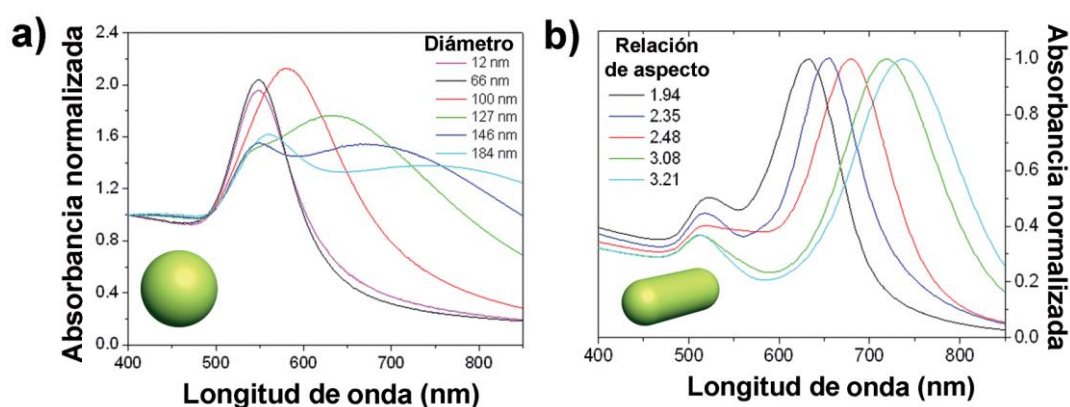 a)
Absorbancia normalizada
2.4
2.0
1.6
1.2
0.8
0.4
0.0
Diámetro
12 nm
66 nm
100 nm
127 nm
146 nm
184 nm
400 500 600 700 800
Longitud de onda (nm)
b)
Relación
de aspecto
1.94
2.35
2.48
3.08
3.21
1.0
0.8
0.6
0.4
0.2
0.0
Absorbancia normalizada
400 500 600 700 800
Longitud de onda (nm)